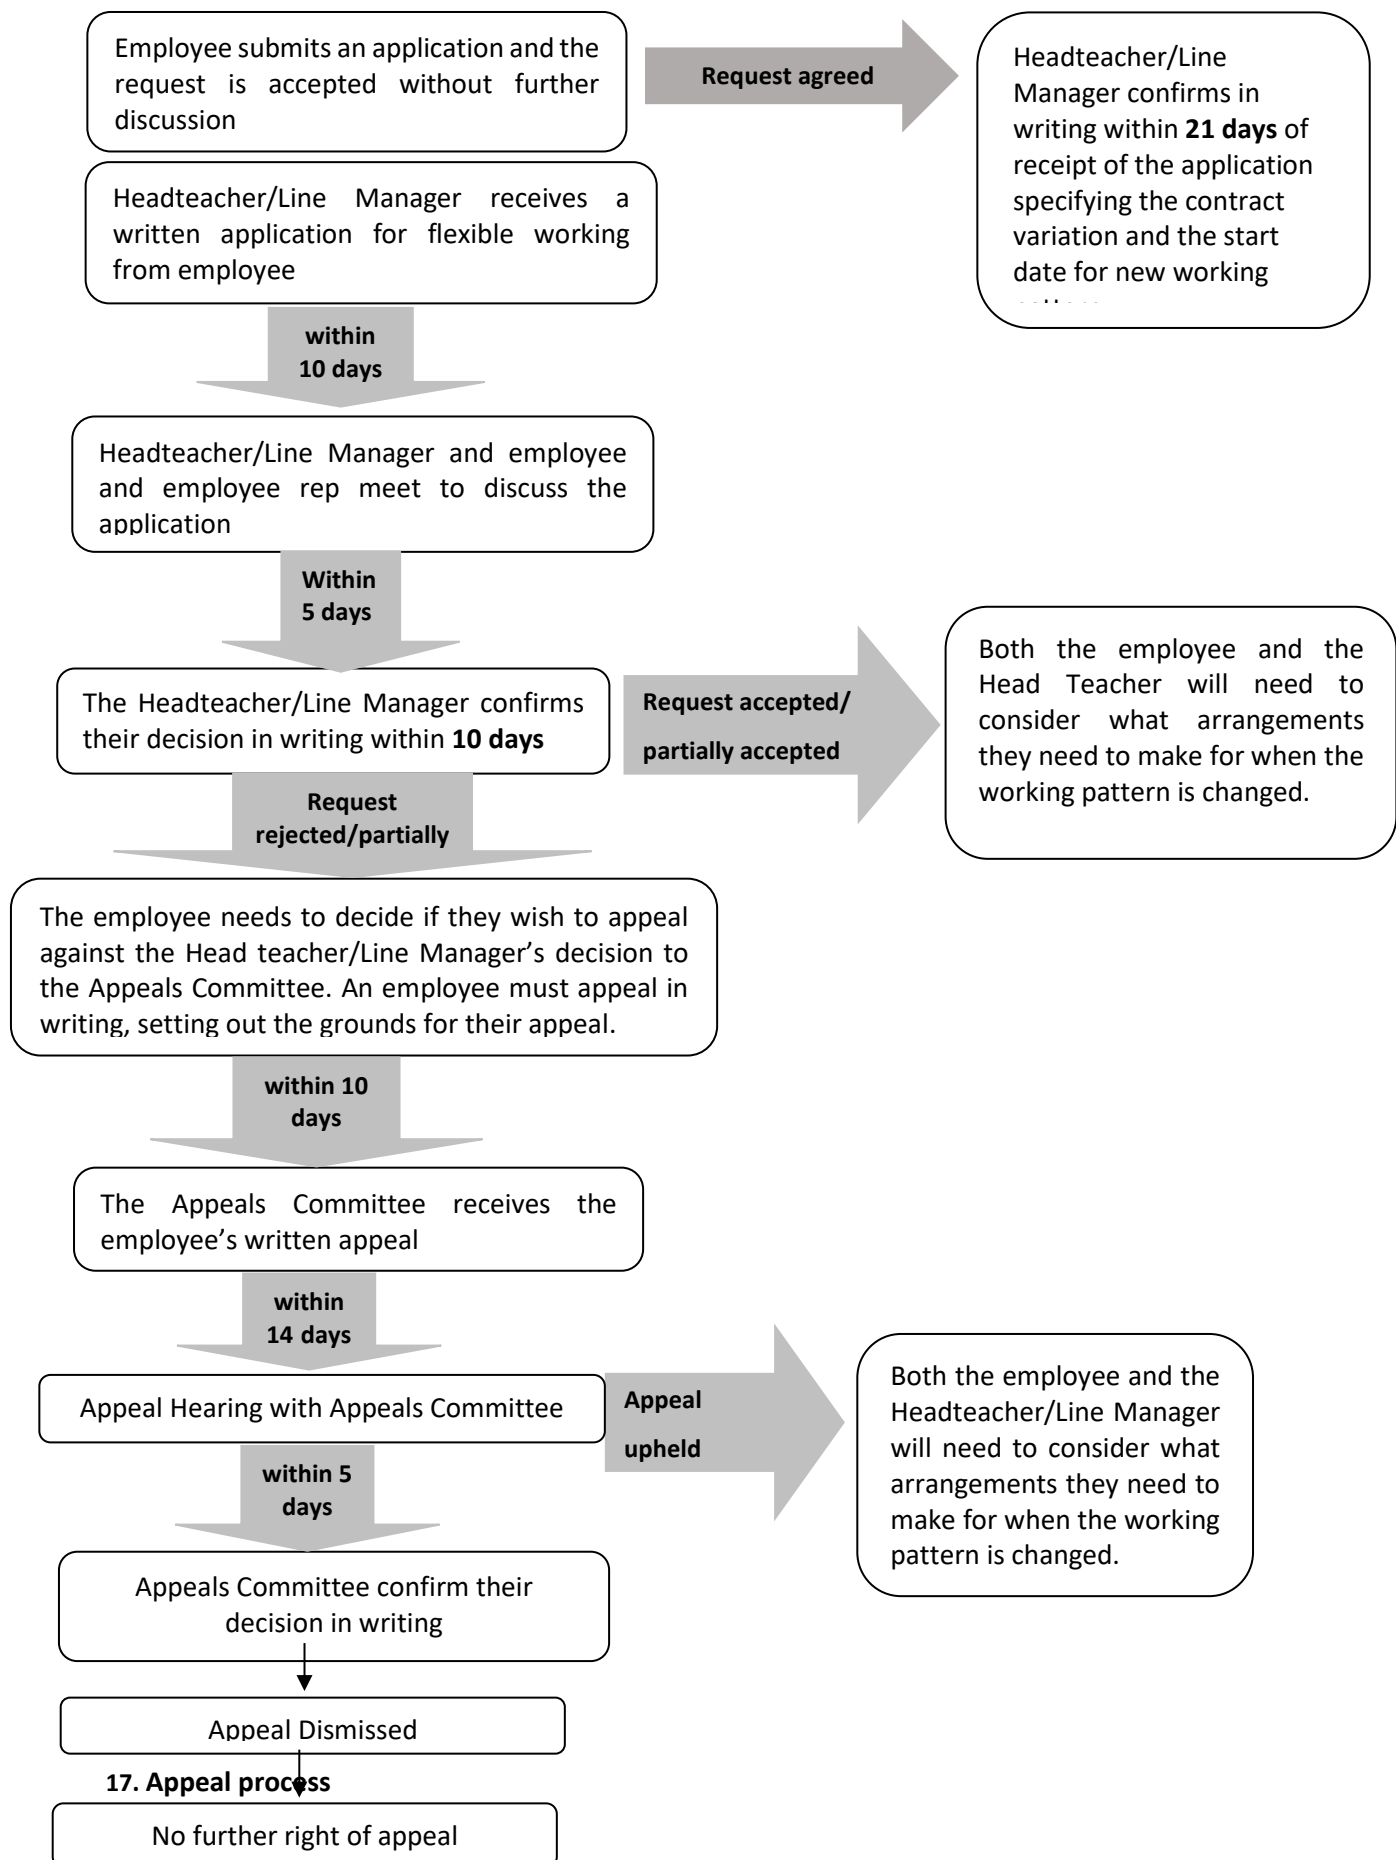 Employee submits an application and the
request is accepted without further
discussion
Request agreed
Headteacher/Line
Manager confirms in
writing within 21 days of
receipt of the application
specifying the contract
variation and the start
date for new working
Headteacher/Line Manager receives a
written application for flexible working
from employee
within
10 days
Headteacher/Line Manager and employee
and employee rep meet to discuss the
application
Within
5 days
The Headteacher/Line Manager confirms
their decision in writing within 10 days
Request accepted/
partially accepted
Both the employee and the
Head Teacher will need to
consider what arrangements
they need to make for when the
working pattern is changed.
Request
rejected/partially
The employee needs to decide if they wish to appeal
against the Head teacher/Line Manager’s decision to
the Appeals Committee. An employee must appeal in
writing, setting out the grounds for their appeal.
within 10
days
The Appeals Committee receives the
employee’s written appeal
within
14 days
Appeal Hearing with Appeals Committee
Appeal
upheld
Both the employee and the
Headteacher/Line Manager
will need to consider what
arrangements they need to
make for when the working
pattern is changed.
within 5
days
Appeals Committee confirm their
decision in writing
Appeal Dismissed
17. Appeal process
No further right of appeal